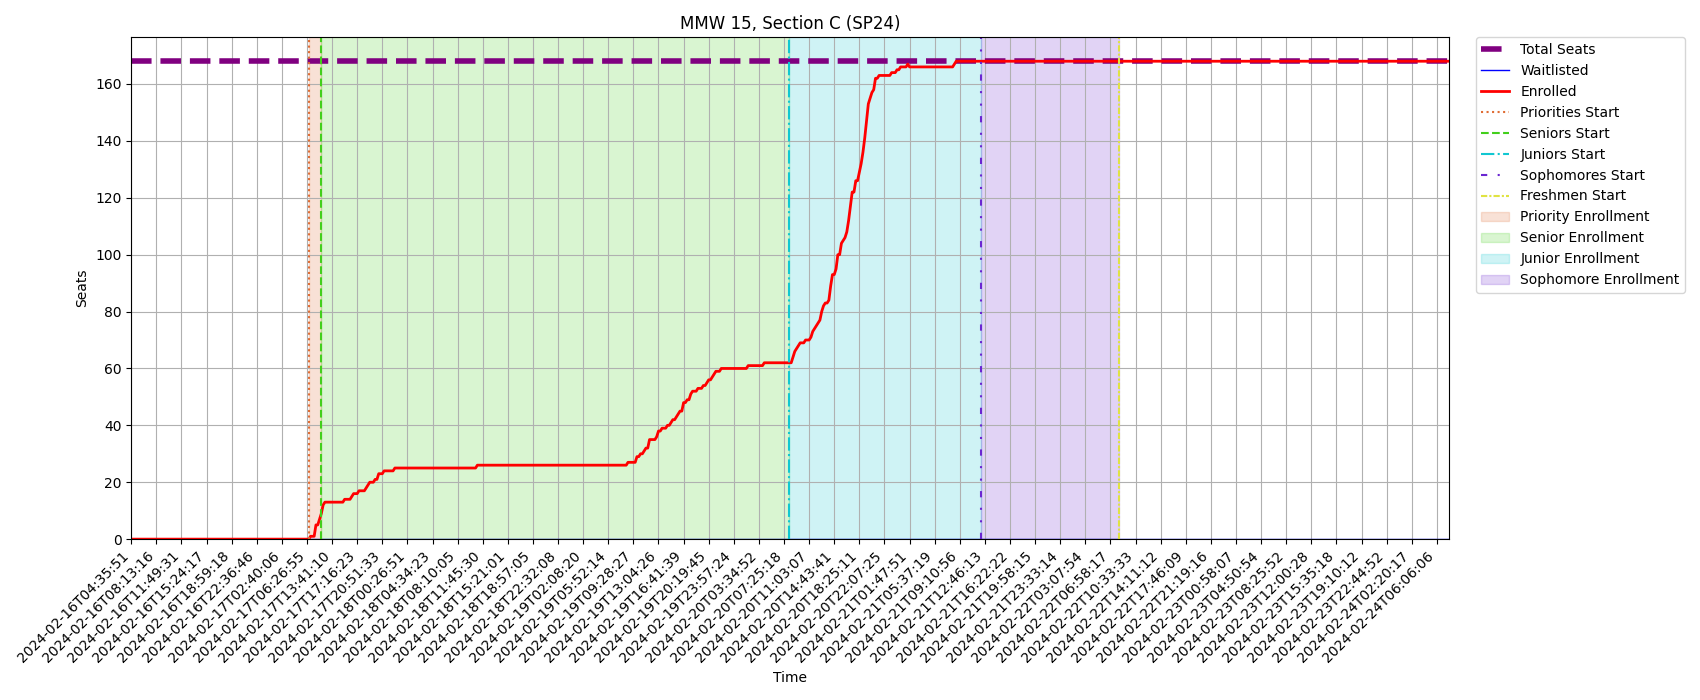 MMW 15, Section C (SP24)
Total Seats
Waitlisted
Enrolled
Priorities Start
Seniors Start
Juniors Start
Sophomores Start
Freshmen Start
Priority Enrollment
Senior Enrollment
Junior Enrollment
Sophomore Enrollment
Seats
160
140
120
100
80
60
40
20
0
2024-02-16T04:35:51
2024-02-16T08:13:16
2024-02-16T11:49:31
2024-02-16T15:24:17
2024-02-16T18:59:18
2024-02-16T22:36:46
2024-02-17T02:40:06
2024-02-17T06:26:55
2024-02-17T13:41:10
2024-02-17T17:16:23
2024-02-17T20:51:33
2024-02-18T00:26:51
2024-02-18T04:34:23
2024-02-18T08:10:05
2024-02-18T11:45:30
2024-02-18T15:21:01
2024-02-18T18:57:05
2024-02-18T22:32:08
2024-02-19T02:08:20
2024-02-19T05:52:14
2024-02-19T09:28:27
2024-02-19T13:04:26
2024-02-19T16:41:39
2024-02-19T20:19:45
2024-02-19T23:57:24
2024-02-20T03:34:52
2024-02-20T07:25:18
2024-02-20T11:03:07
2024-02-20T14:43:41
2024-02-20T18:25:11
2024-02-20T22:07:25
2024-02-21T01:47:51
2024-02-21T05:37:19
2024-02-21T09:10:56
2024-02-21T12:46:13
2024-02-21T16:22:22
2024-02-21T19:58:15
2024-02-21T23:33:14
2024-02-22T03:07:54
2024-02-22T06:58:17
2024-02-22T10:33:33
2024-02-22T14:11:12
2024-02-22T17:46:09
2024-02-22T21:19:16
2024-02-23T00:58:07
2024-02-23T04:50:54
2024-02-23T08:25:52
2024-02-23T12:00:28
2024-02-23T15:35:18
2024-02-23T19:10:12
2024-02-23T22:44:52
2024-02-24T02:20:17
2024-02-24T06:06:06
Time